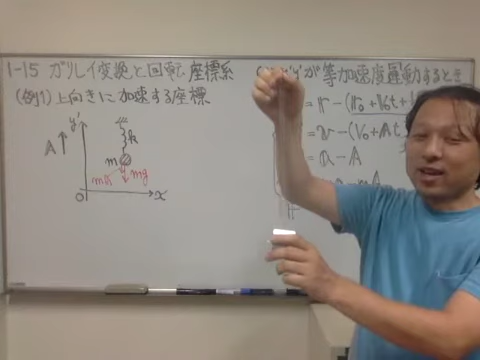 1-15 ガリレイ変換と回転座標系
(例1) 上向きに加速する座標
y'
A
k
m
mA
mg
O
x
x'y'が等加速度運動するとき
= r - (r₀ + v₀t +
= v - (v₀ + At
= a - A